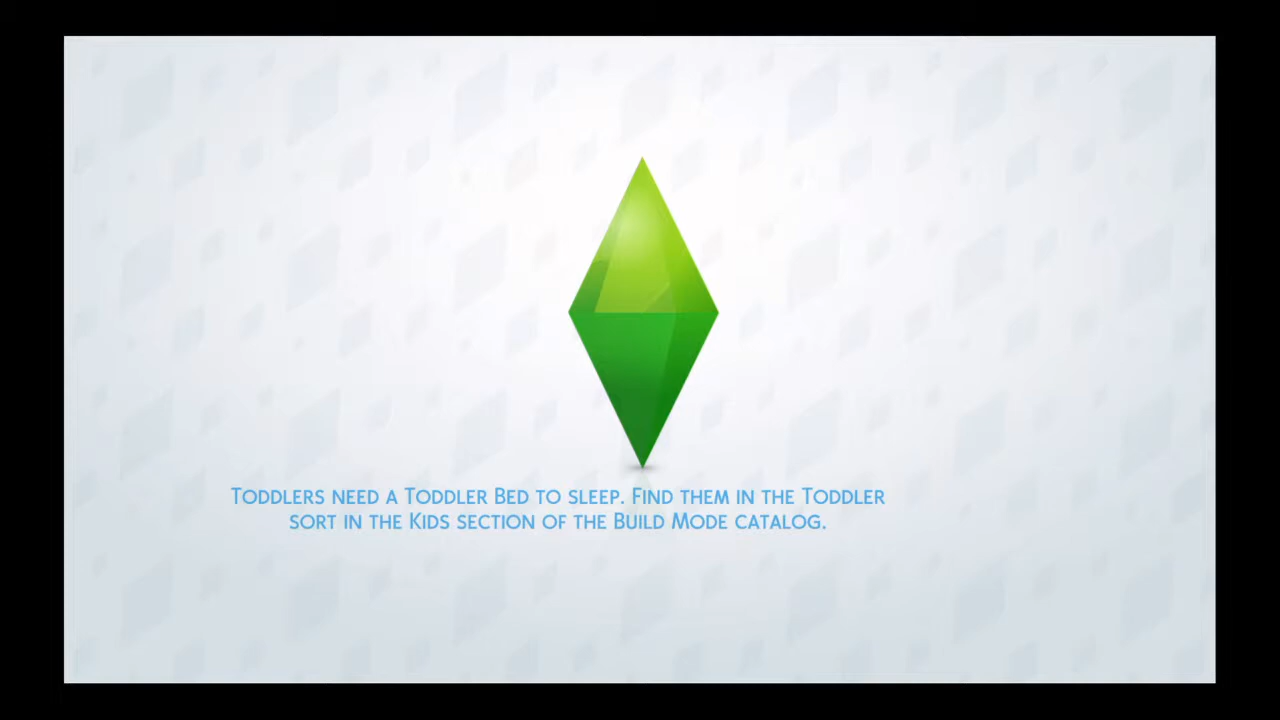 Toddlers need a Toddler Bed to sleep. Find them in the Toddler
sort in the Kids section of the Build Mode catalog.